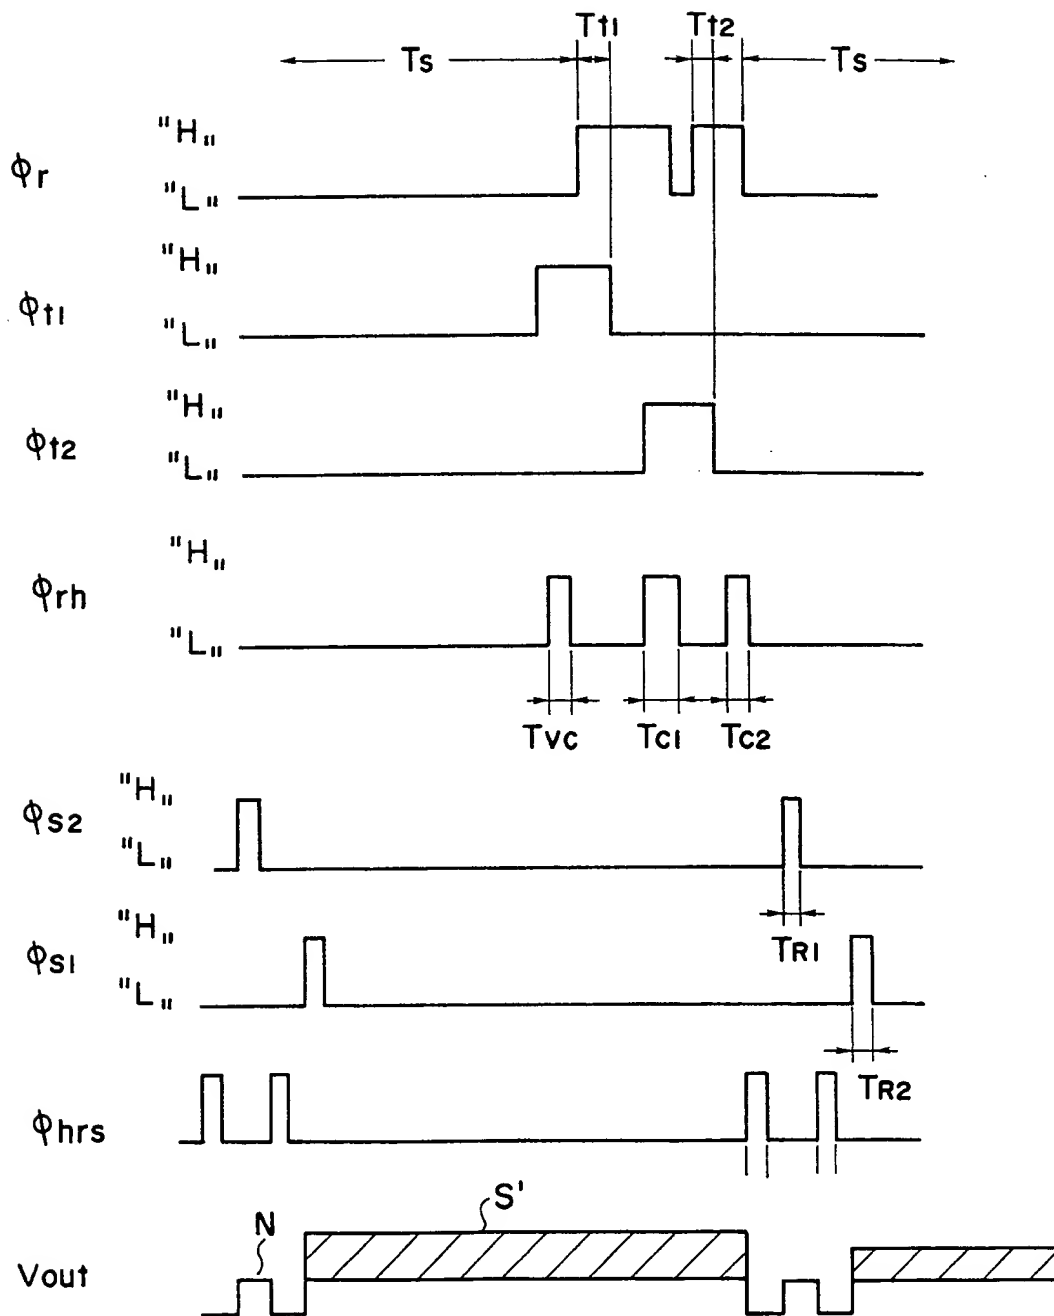 Tt1 Tt2
Ts Ts
"H"
ϕr
"L"
"H"
ϕt1
"L"
"H"
ϕt2
"L"
"H"
ϕrh
"L"
TVC TC1 TC2
"H"
ϕS2
"L"
"H"
TR1
ϕS1
"L"
TR2
ϕhrs
S'
N
Vout